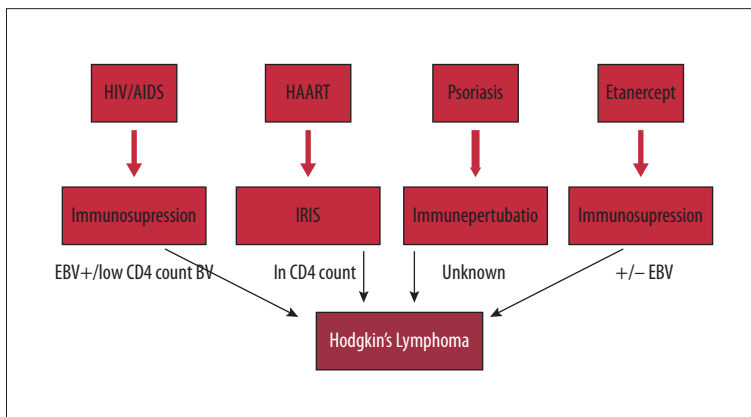 HIV/AIDS
HAART
Psoriasis
Etanercept
Immunosupression
IRIS
Immunepertubatio
Immunosupression
EBV+/low CD4 count BV
In CD4 count
Unknown
+/– EBV
Hodgkin's Lymphoma